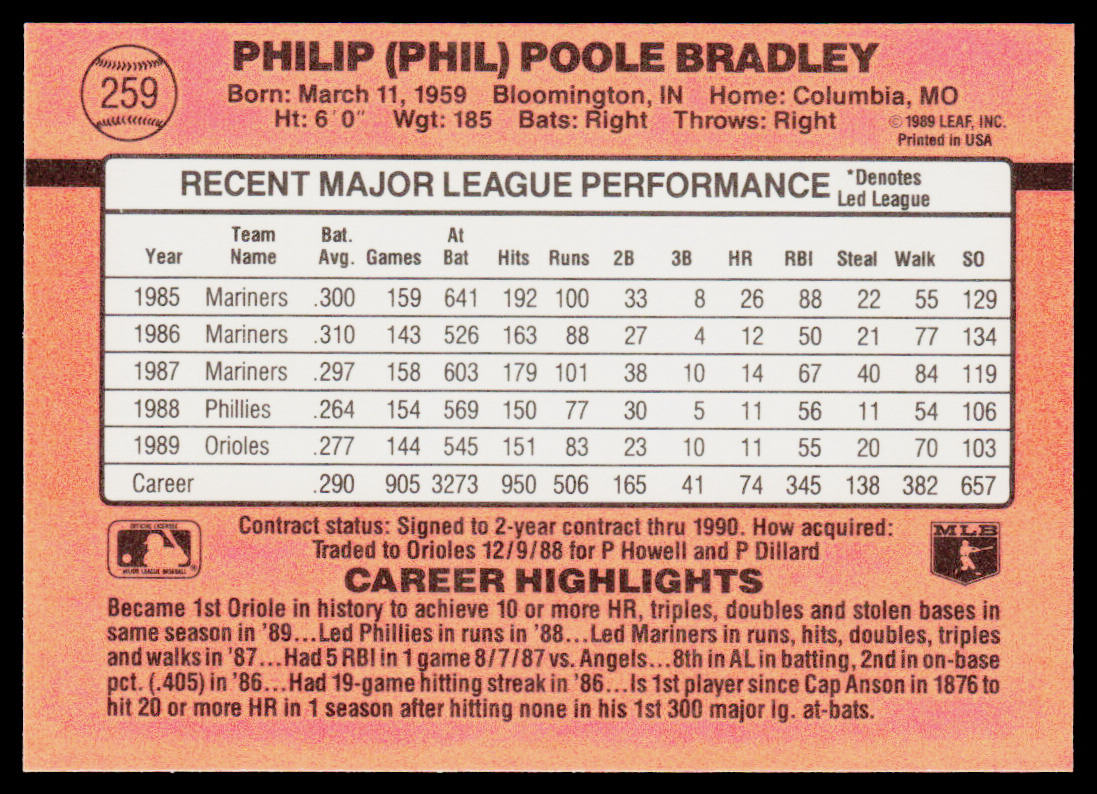 259
PHILIP (PHIL) POOLE BRADLEY
Born: March 11, 1959 Bloomington, IN Home: Columbia, MO
Ht: 6'0" Wgt: 185 Bats: Right Throws: Right
©1989 LEAF, INC.
Printed in USA
RECENT MAJOR LEAGUE PERFORMANCE *Denotes
Led League
Team Bat. At
Year Name Avg. Games Bat Hits Runs 2B 3B HR RBI Steal Walk SO
1985 Mariners .300 159 641 192 100 33 8 26 88 22 55 129
1986 Mariners .310 143 526 163 88 27 4 12 50 21 77 134
1987 Mariners .297 158 603 179 101 38 10 14 67 40 84 119
1988 Phillies .264 154 569 150 77 30 5 11 56 11 54 106
1989 Orioles .277 144 545 151 83 23 10 11 55 20 70 103
Career .290 905 3273 950 506 165 41 74 345 138 382 657
OFFICIAL LICENSEE
MAJOR LEAGUE BASEBALL
Contract status: Signed to 2-year contract thru 1990. How acquired:
Traded to Orioles 12/9/88 for P Howell and P Dillard
MLB
CAREER HIGHLIGHTS
Became 1st Oriole in history to achieve 10 or more HR, triples, doubles and stolen bases in
same season in '89...Led Phillies in runs in '88...Led Mariners in runs, hits, doubles, triples
and walks in '87...Had 5 RBI in 1 game 8/7/87 vs. Angels...8th in AL in batting, 2nd in on-base
pct. (.405) in '86...Had 19-game hitting streak in '86...Is 1st player since Cap Anson in 1876 to
hit 20 or more HR in 1 season after hitting none in his 1st 300 major lg. at-bats.